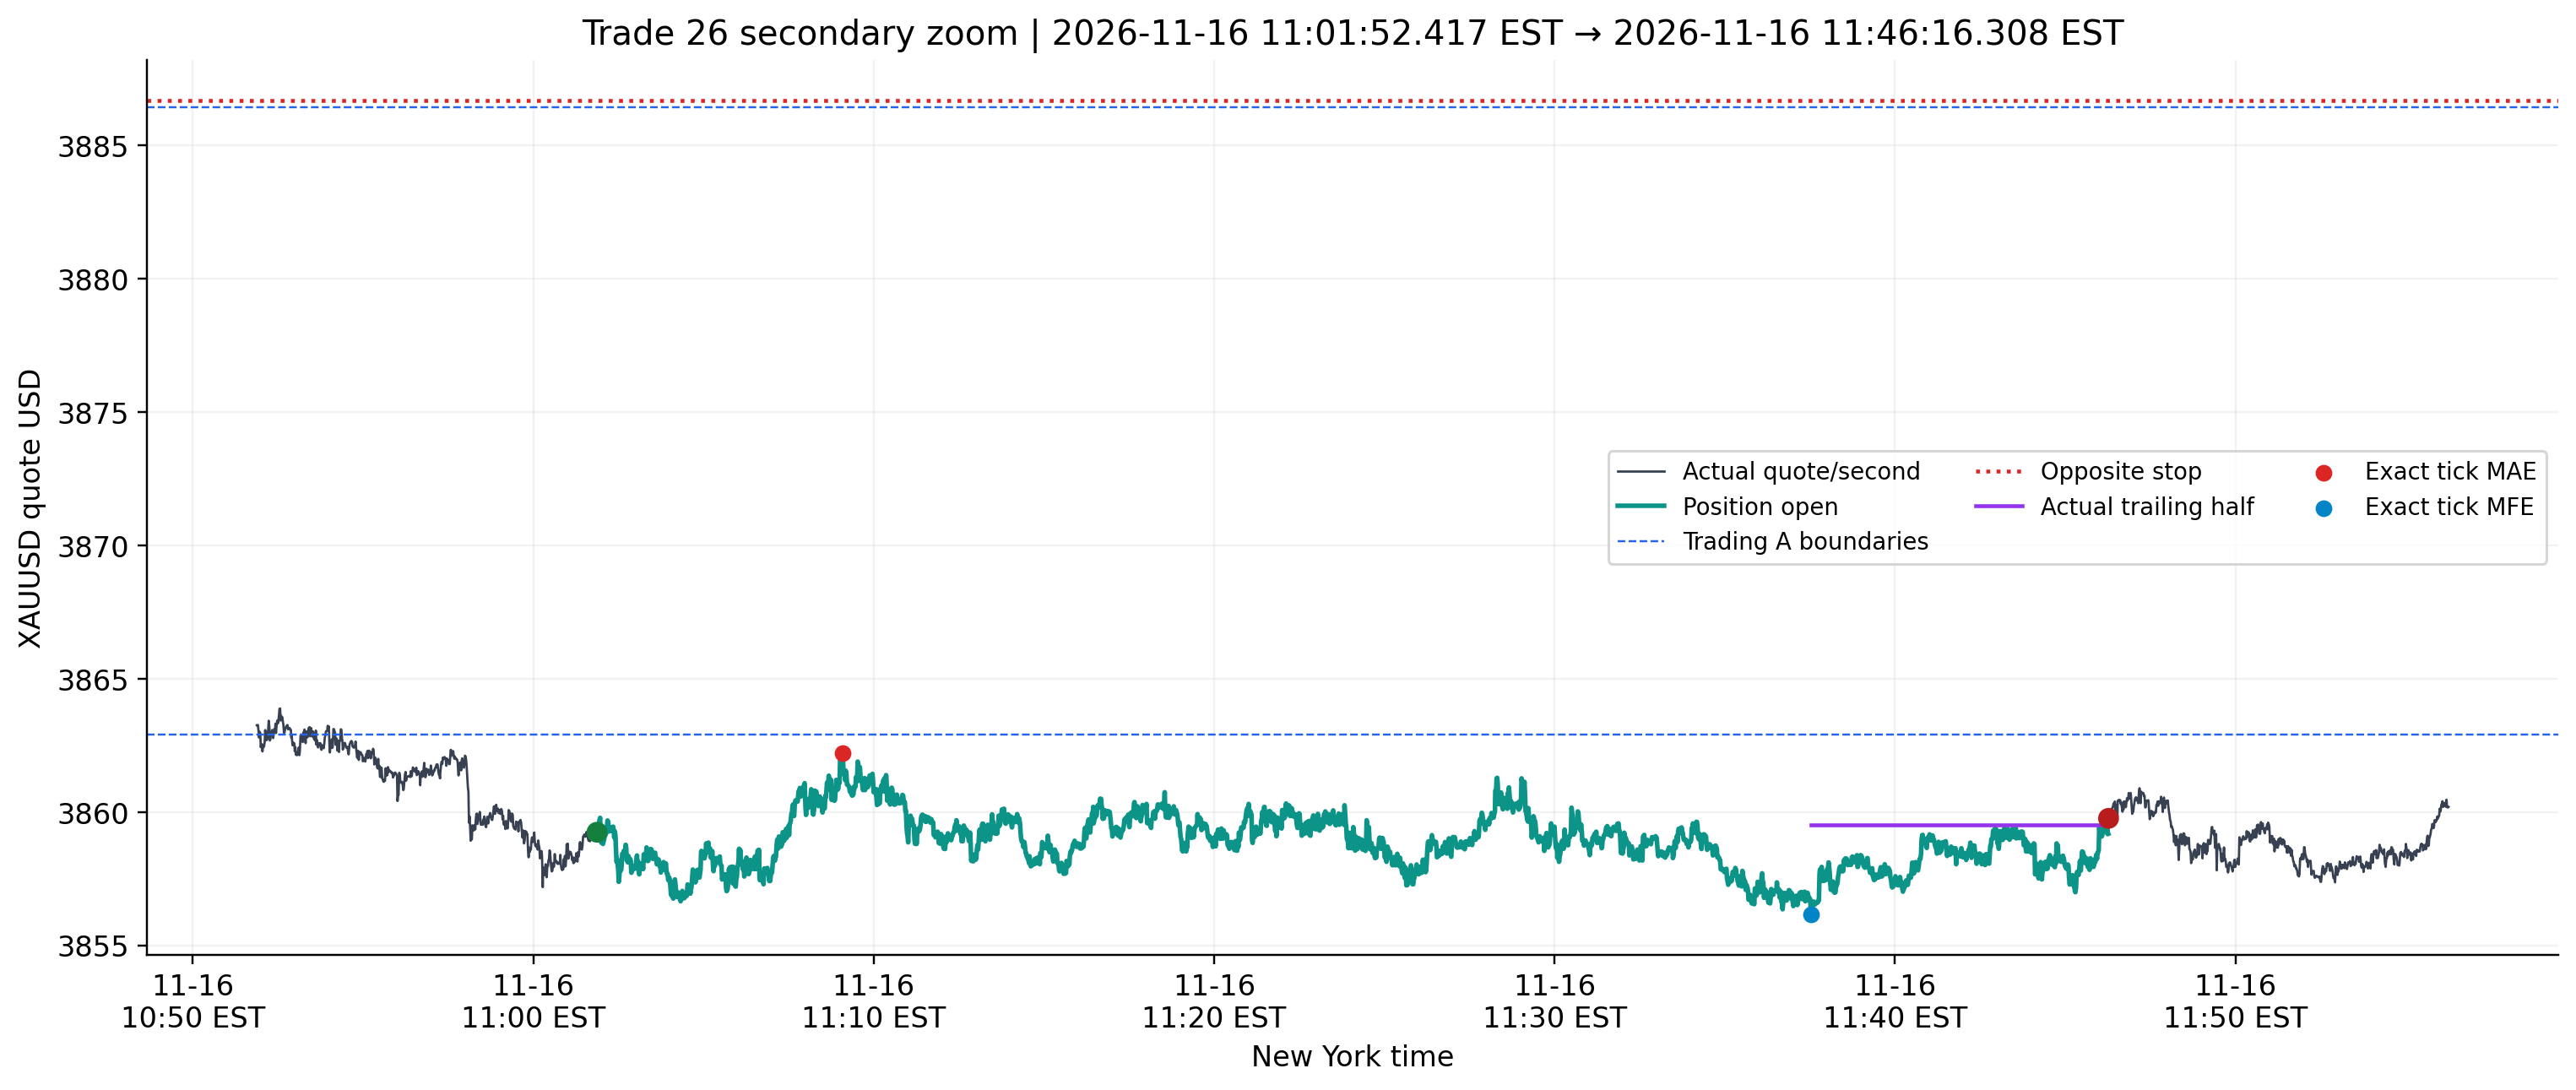 Trade 26 secondary zoom | 2026-11-16 11:01:52.417 EST → 2026-11-16 11:46:16.308 EST
XAUUSD quote USD
3885
3880
3875
3870
3865
3860
3855
Actual quote/second
Position open
Trading A boundaries
Opposite stop
Actual trailing half
Exact tick MAE
Exact tick MFE
11-16
10:50 EST
11-16
11:00 EST
11-16
11:10 EST
11-16
11:20 EST
11-16
11:30 EST
11-16
11:40 EST
11-16
11:50 EST
New York time